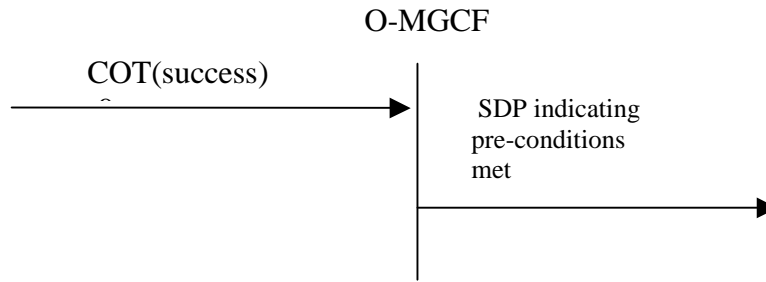 O-MGCF
COT(success)
SDP indicating
pre-conditions
met